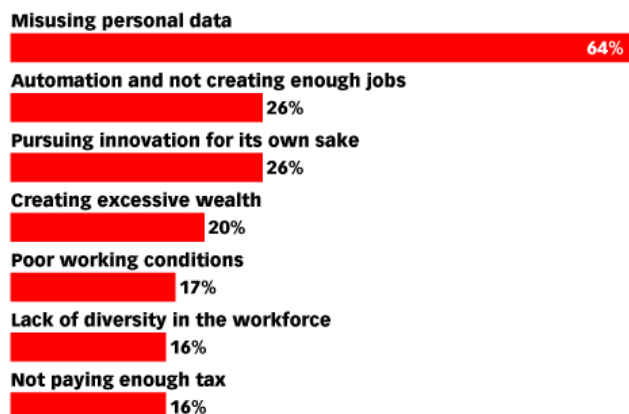 Misusing personal data
64%
Automation and not creating enough jobs
26%
Pursuing innovation for its own sake
26%
Creating excessive wealth
20%
Poor working conditions
17%
Lack of diversity in the workforce
16%
Not paying enough tax
16%